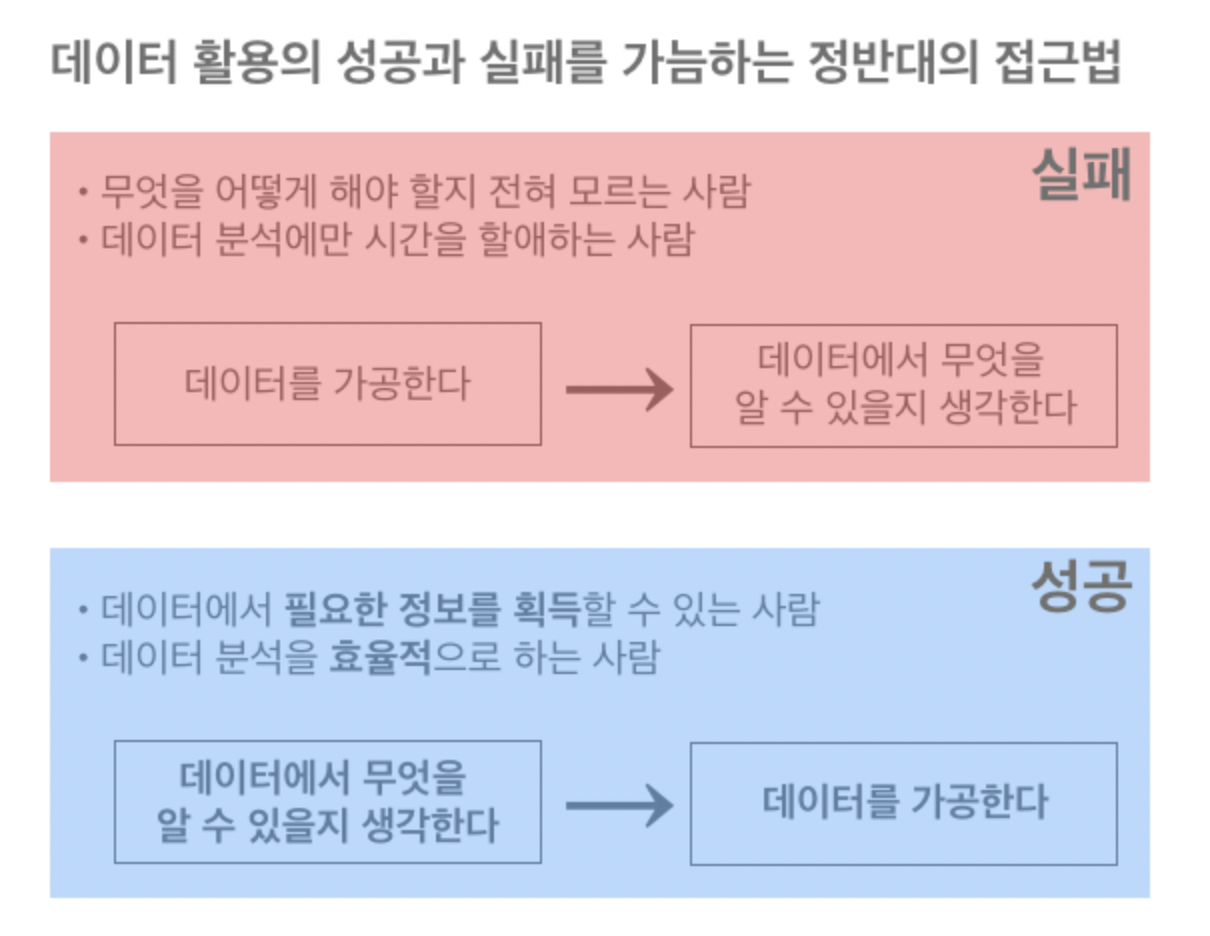 데이터 활용의 성공과 실패를 가늠하는 정반대의 접근법
실패
• 무엇을 어떻게 해야 할지 전혀 모르는 사람
• 데이터 분석에만 시간을 할애하는 사람
데이터를 가공한다
데이터에서 무엇을
알 수 있을지 생각한다
성공
• 데이터에서 필요한 정보를 획득할 수 있는 사람
• 데이터 분석을 효율적으로 하는 사람
데이터에서 무엇을
알 수 있을지 생각한다
데이터를 가공한다